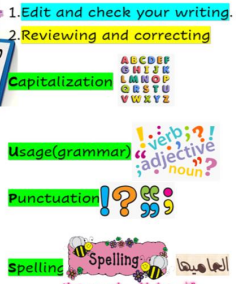 1.Edit and check your writing.
2.Reviewing and correcting
Capitalization
ABCDEF
GHIJK
LMNOP
QRSTU
VWXYZ
Usage(grammar)
verb
adjective
noun
Punctuation
Spelling
Spelling